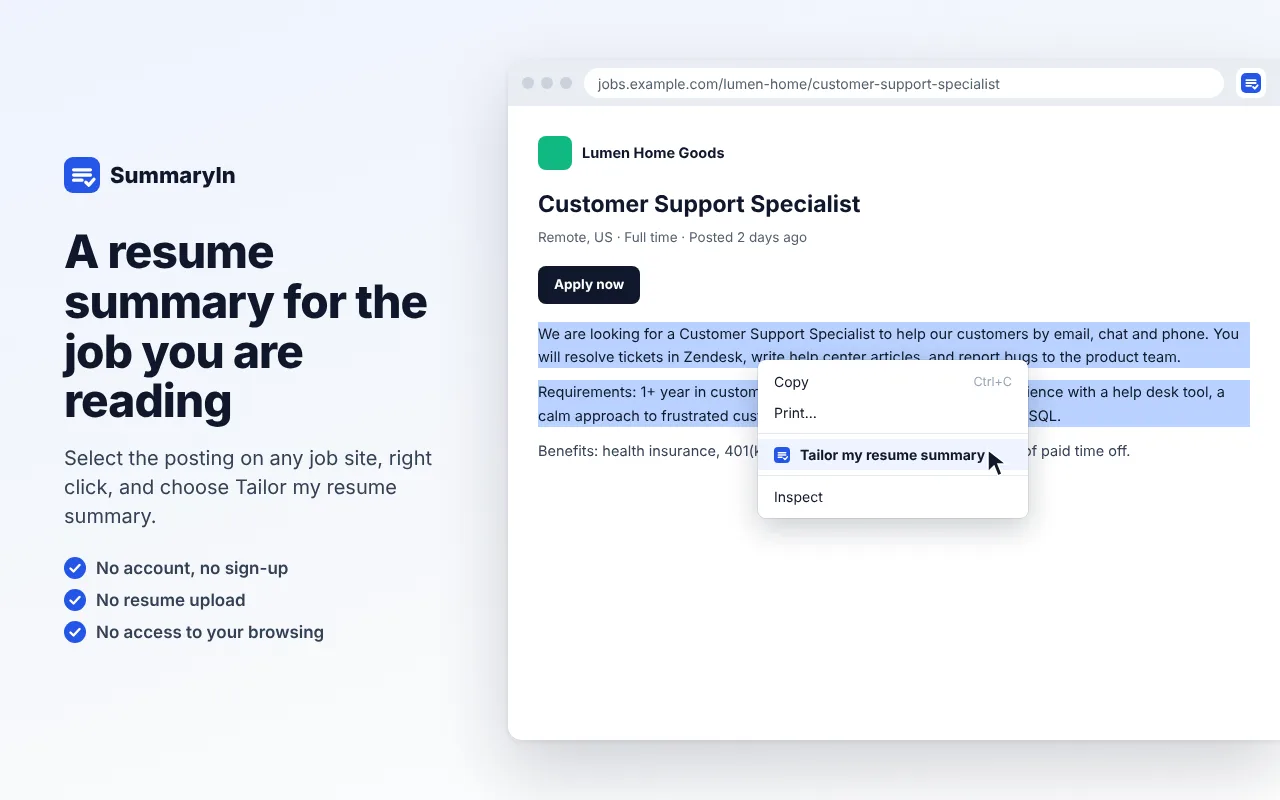 SummaryIn
A resume
summary for the
job you are
reading
Select the posting on any job site, right
click, and choose Tailor my resume
summary.
No account, no sign-up
No resume upload
No access to your browsing
jobs.example.com/lumen-home/customer-support-specialist
Lumen Home Goods
Customer Support Specialist
Remote, US · Full time · Posted 2 days ago
Apply now
We are looking for a Customer Support Specialist to help our customers by email, chat and phone. You
will resolve tickets in Zendesk, write help center articles, and report bugs to the product team.
Requirements: 1+ year in with a help desk tool, a
calm approach to frustrated SQL.
Benefits: health insurance, of paid time off.
Copy Ctrl+C
Print...
Tailor my resume summary
Inspect